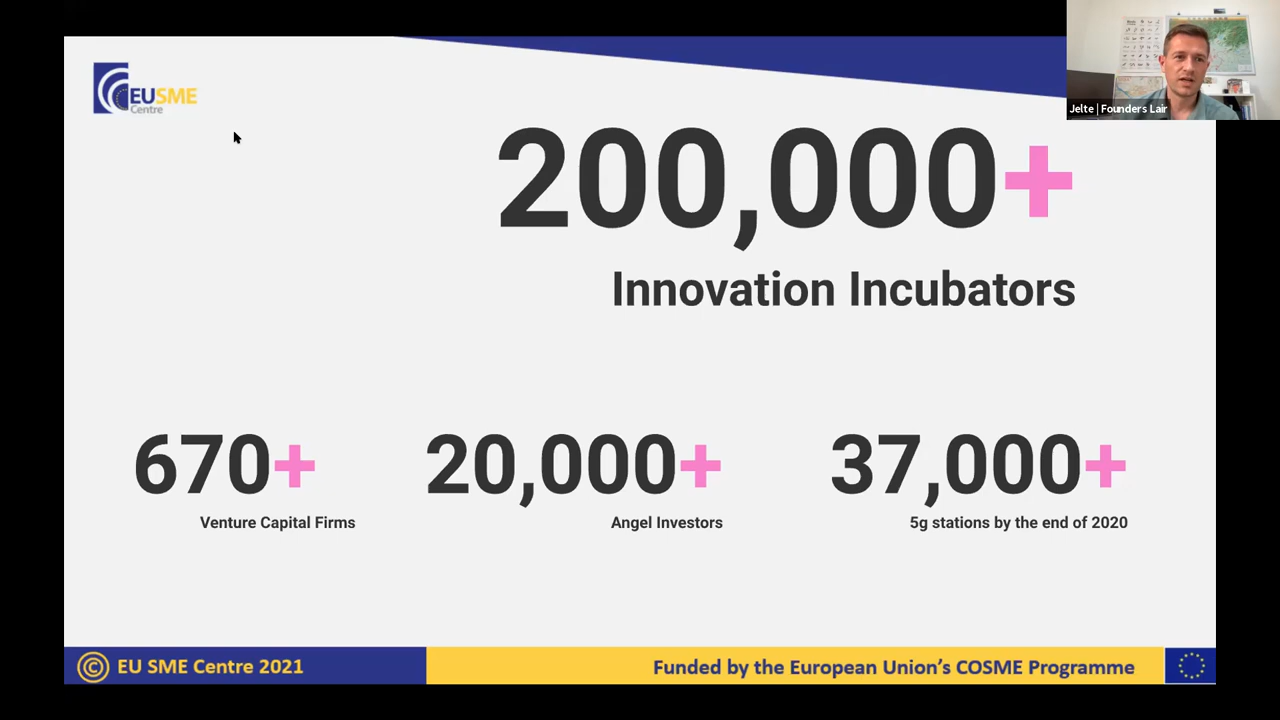 EUSME
Centre
Jelte | Founders Lair
200,000+
Innovation Incubators
670+
Venture Capital Firms
20,000+
Angel Investors
37,000+
5g stations by the end of 2020
© EU SME Centre 2021
Funded by the European Union’s COSME Programme